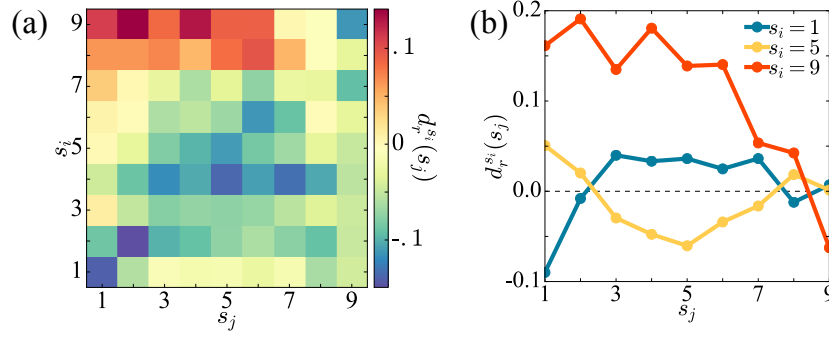 (a)
9
7
5
3
1
s_i
1 3 5 7 9
s_j
.1
0
-.1
d_r^{s_i}(s_j)
(b)
s_i = 1
s_i = 5
s_i = 9
0.2
0.1
0.0
-0.1
d_r^{s_i}(s_j)
1 3 5 7 9
s_j